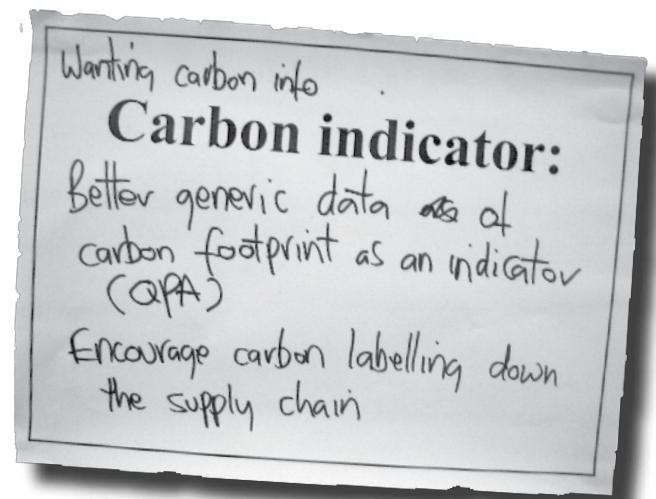 Wanting carbon info
Carbon indicator:
Better generic data of
carbon footprint as an indicator
(QPA)
Encourage carbon labelling down
the supply chain